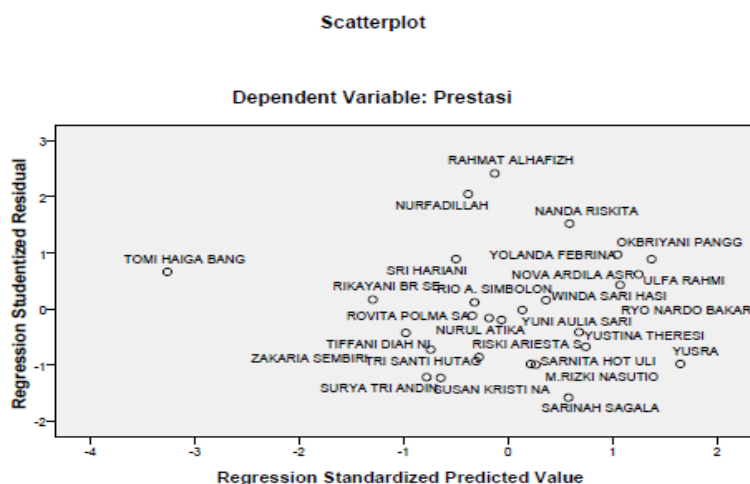 Scatterplot
Dependent Variable: Prestasi
Regression Studentized Residual
3
2
1
0
-1
-2
RAHMAT ALHAFIZH
NURFADILLAH
NANDA RISKITA
OKBRIYANI PANGG
TOMI HAIGA BANG
YOLANDA FEBRINA
SRI HARIANI
NOVA ARDILA ASR
ULFA RAHMI
RIKAYANI BR SE
RIO A. SIMBOLON
WINDA SARI HASI
ROVITA POLMA SA
RYO NARDO BAKAR
NURUL ATIKA
YUNI AULIA SARI
TIFFANI DIAH NI
RISKI ARIESTA S
YUSTINA THERESI
ZAKARIA SEMBIRI
TRI SANTI HUTAG
SARNITA HOT ULI
YUSRA
SURYA TRI ANDIN
SUSAN KRISTI NA
M.RIZKI NASUTIO
SARINAH SAGALA
-4
-3
-2
-1
0
1
2
Regression Standardized Predicted Value